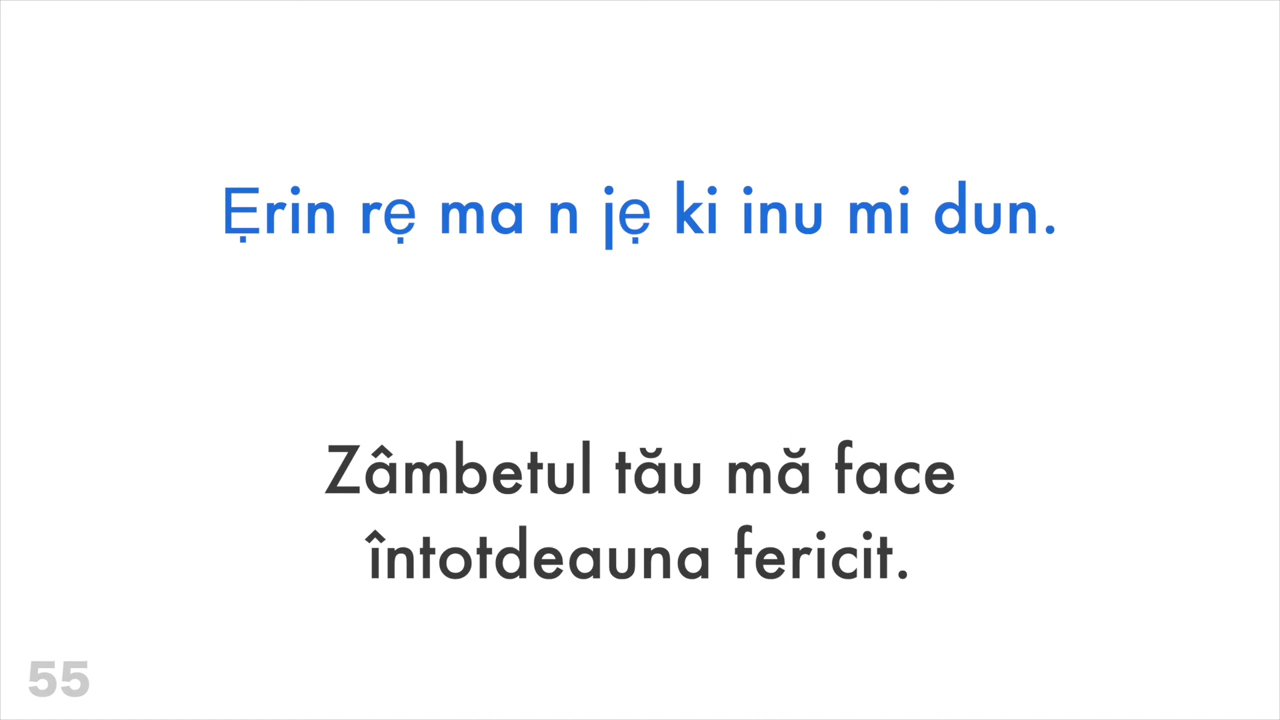 Ẹrin rẹ ma n jẹ ki inu mi dun.
Zâmbetul tău mă face
întotdeauna fericit.
55